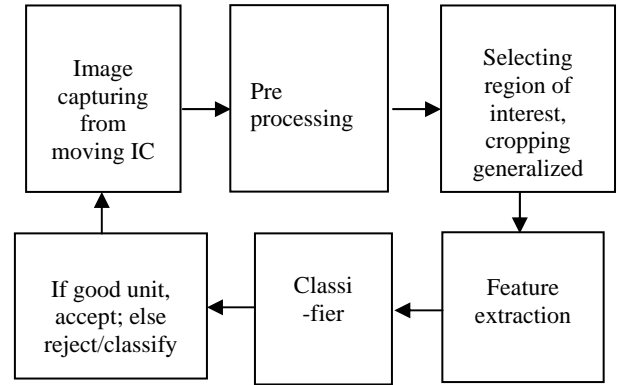 Image
capturing
from
moving IC
Pre
processing
Selecting
region of
interest,
cropping
generalized
Feature
extraction
Classi
-fier
If good unit,
accept; else
reject/classify